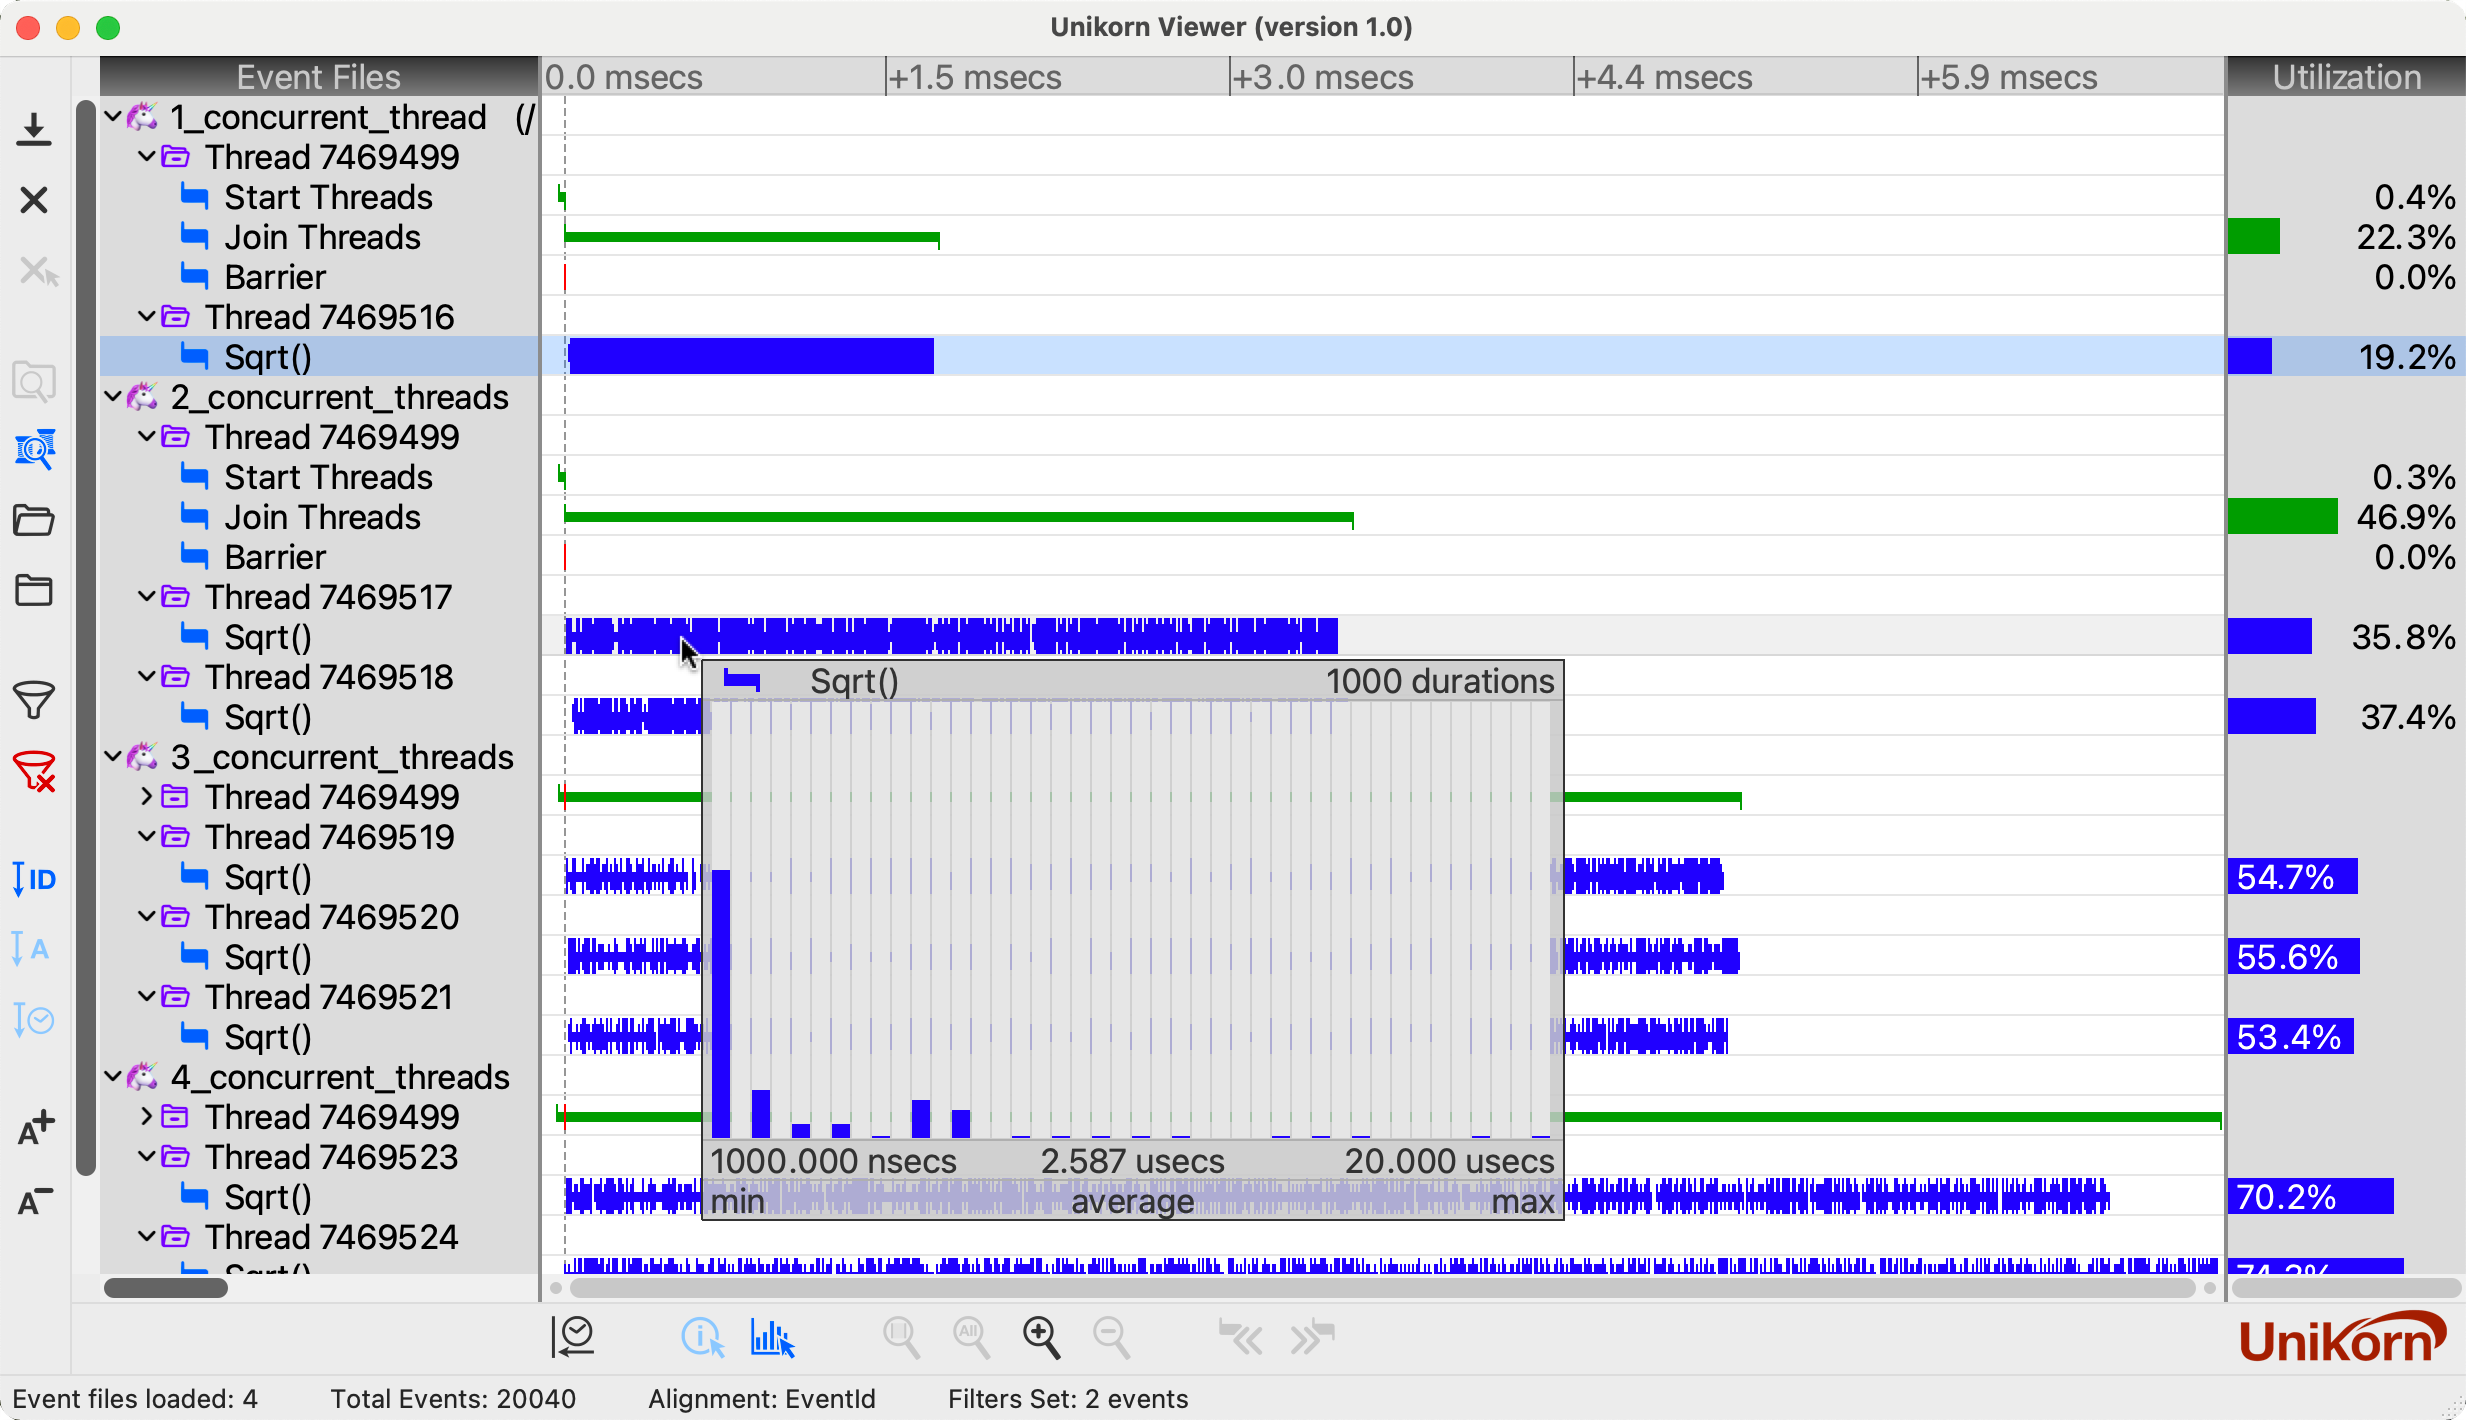 Unikorn Viewer (version 1.0)
Event Files
0.0 msecs
+1.5 msecs
+3.0 msecs
+4.4 msecs
+5.9 msecs
Utilization
1_concurrent_thread (/
Thread 7469499
Start Threads 0.4%
Join Threads 22.3%
Barrier 0.0%
Thread 7469516
Sqrt() 19.2%
2_concurrent_threads
Thread 7469499
Start Threads 0.3%
Join Threads 46.9%
Barrier 0.0%
Thread 7469517
Sqrt() 35.8%
Thread 7469518
Sqrt() 37.4%
3_concurrent_threads
Thread 7469499
Thread 7469519
Sqrt() 54.7%
Thread 7469520
Sqrt() 55.6%
Thread 7469521
Sqrt() 53.4%
4_concurrent_threads
Thread 7469499
Thread 7469523
Sqrt() 70.2%
Thread 7469524
Sqrt()
Sqrt() 1000 durations
1000.000 nsecs 2.587 usecs 20.000 usecs
min average max
ID
A
A+
A-
All
Unikorn
Event files loaded: 4
Total Events: 20040
Alignment: EventId
Filters Set: 2 events